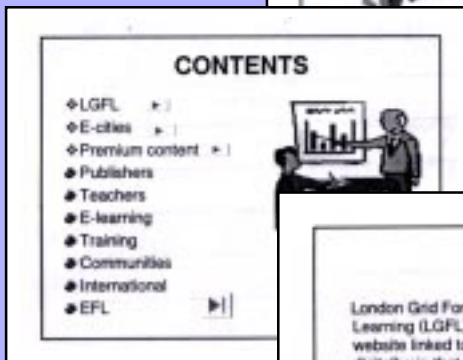 CONTENTS
LGFL
E-cities
Premium content
Publishers
Teachers
E-learning
Training
Communities
International
EFL
London Grid For
Learning (LGFL
website linked to